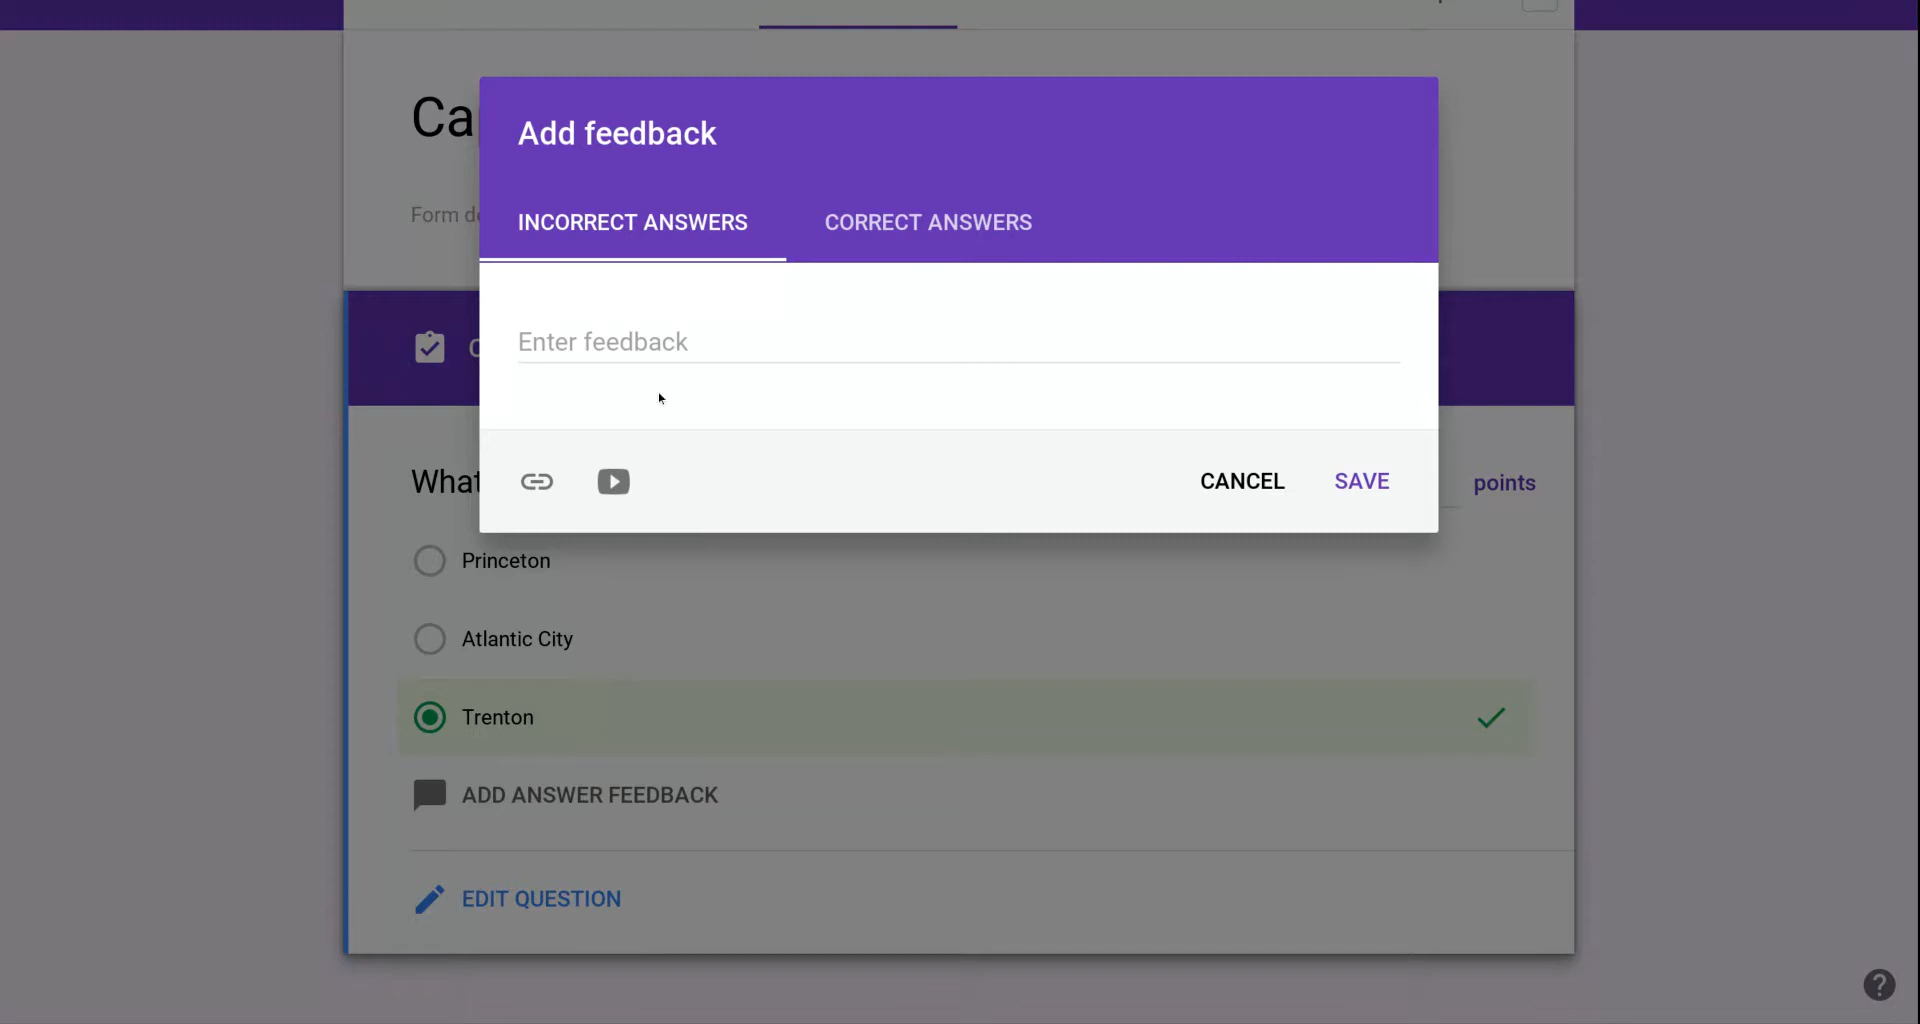 Ca
Add feedback
INCORRECT ANSWERS CORRECT ANSWERS
Form de
Enter feedback
What
CANCEL SAVE
points
Princeton
Atlantic City
Trenton
ADD ANSWER FEEDBACK
EDIT QUESTION
?